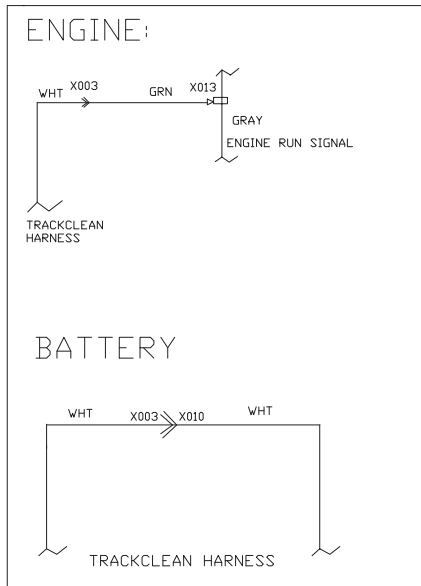 ENGINE:
WHT X003 GRN X013
GRAY
ENGINE RUN SIGNAL
TRACKCLEAN
HARNESS
BATTERY
WHT X003 X010 WHT
TRACKCLEAN HARNESS